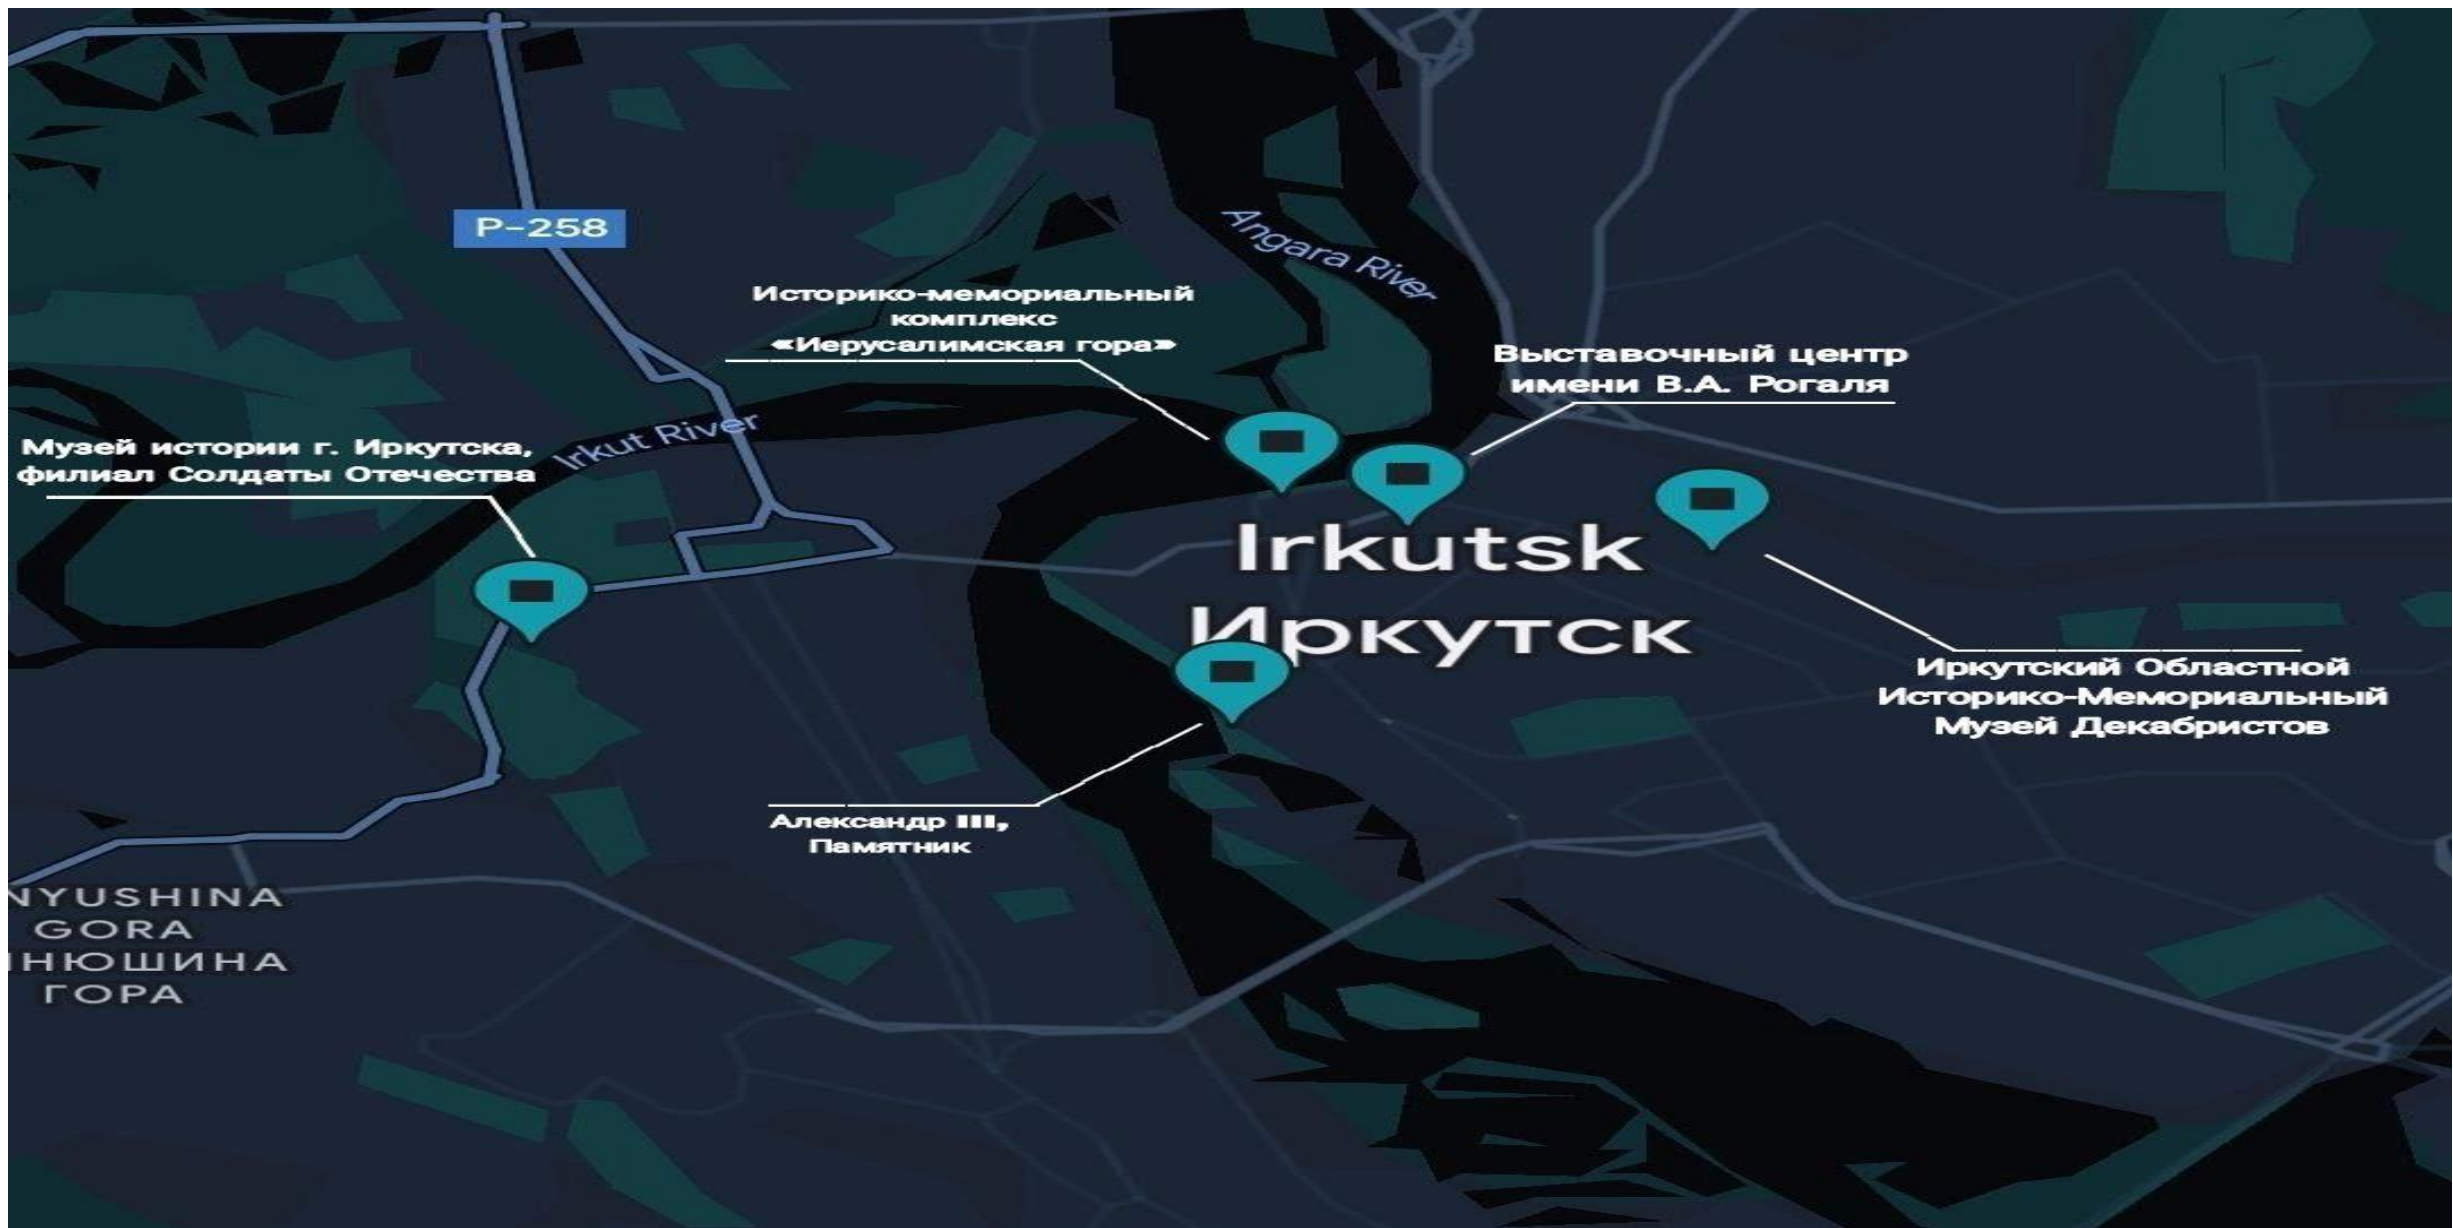 P-258
Angara River
Историко-мемориальный
комплекс
«Иерусалимская гора»
Выставочный центр
имени В.А. Рогаля
Irkut River
Музей истории г. Иркутска,
филиал Солдаты Отечества
Irkutsk
Иркутск
Иркутский Областной
Историко-Мемориальный
Музей Декабристов
Александр III,
Памятник
NYUSHINA
GORA
НЮШИНА
ГОРА